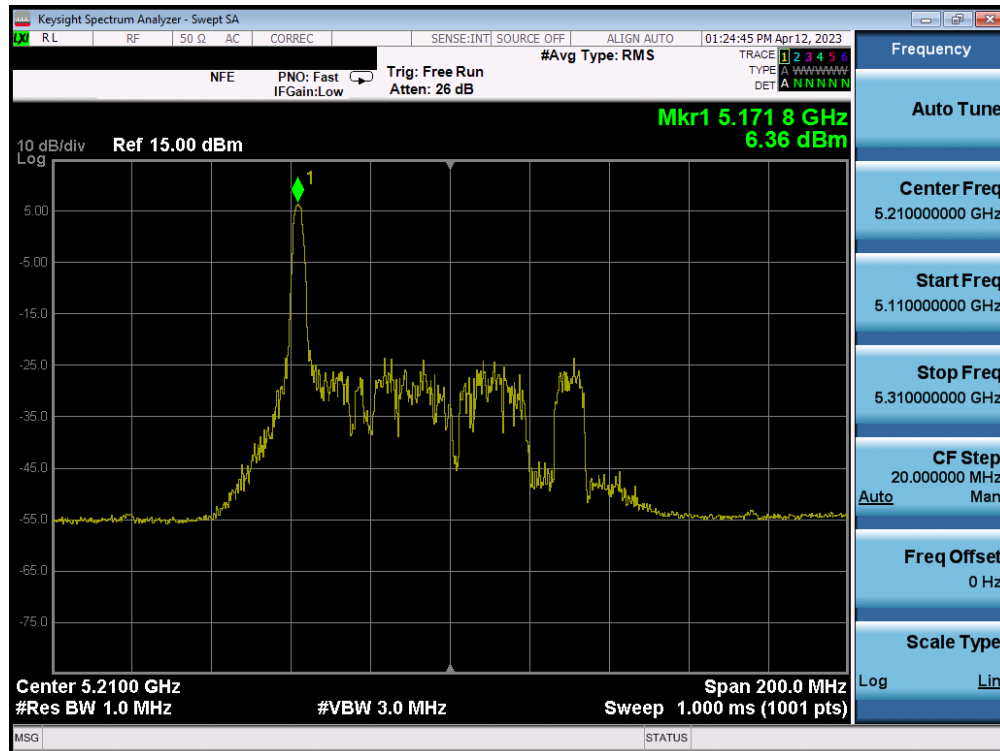 Keysight Spectrum Analyzer - Swept SA
LXI RL RF 50 Ω AC CORREC SENSE:INT SOURCE OFF ALIGN AUTO 01:24:45 PM Apr 12, 2023
#Avg Type: RMS
TRACE 1 2 3 4 5 6
TYPE A WWWWW
DET A N N N N N
NFE PNO: Fast Trig: Free Run
IFGain:Low Atten: 26 dB
Mkr1 5.171 8 GHz
6.36 dBm
10 dB/div Ref 15.00 dBm
Log
1
5.00
-5.00
-15.0
-25.0
-35.0
-45.0
-55.0
-65.0
-75.0
Center 5.2100 GHz Span 200.0 MHz
#Res BW 1.0 MHz #VBW 3.0 MHz Sweep 1.000 ms (1001 pts)
MSG STATUS
Frequency
Auto Tune
Center Freq
5.210000000 GHz
Start Freq
5.110000000 GHz
Stop Freq
5.310000000 GHz
CF Step
20.000000 MHz
Auto Man
Freq Offset
0 Hz
Scale Type
Log Lin